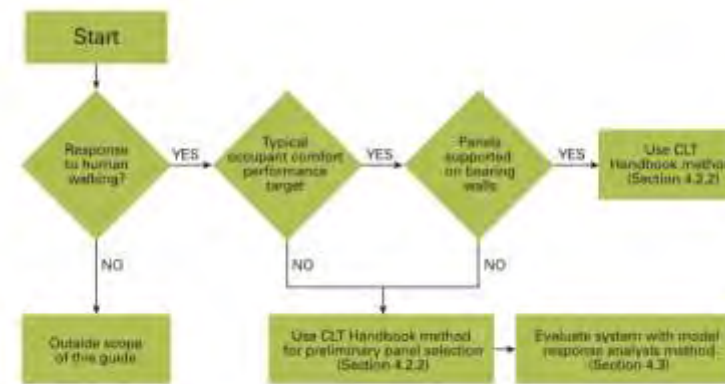 Start
Response
to human
walking?
YES
Typical
occupant comfort
performance
target
YES
Panels
supported
on bearing
walls
YES
Use CLT
Handbook method
(Section 4.2.2)
NO
NO
NO
Outside scope
of this guide
Use CLT Handbook method
for preliminary panel selection
(Section 4.2.2)
Evaluate system with model
response analysis method
(Section 4.3)